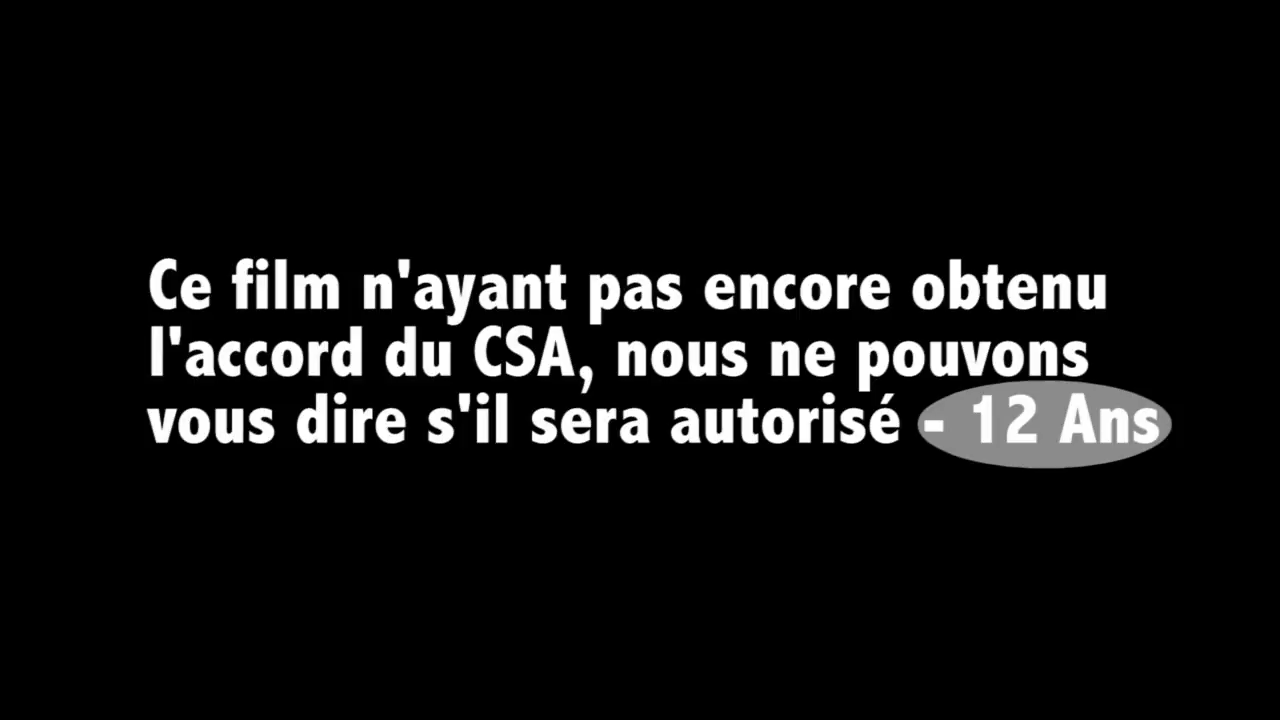 Ce film n'ayant pas encore obtenu
l'accord du CSA, nous ne pouvons
vous dire s'il sera autorisé - 12 Ans